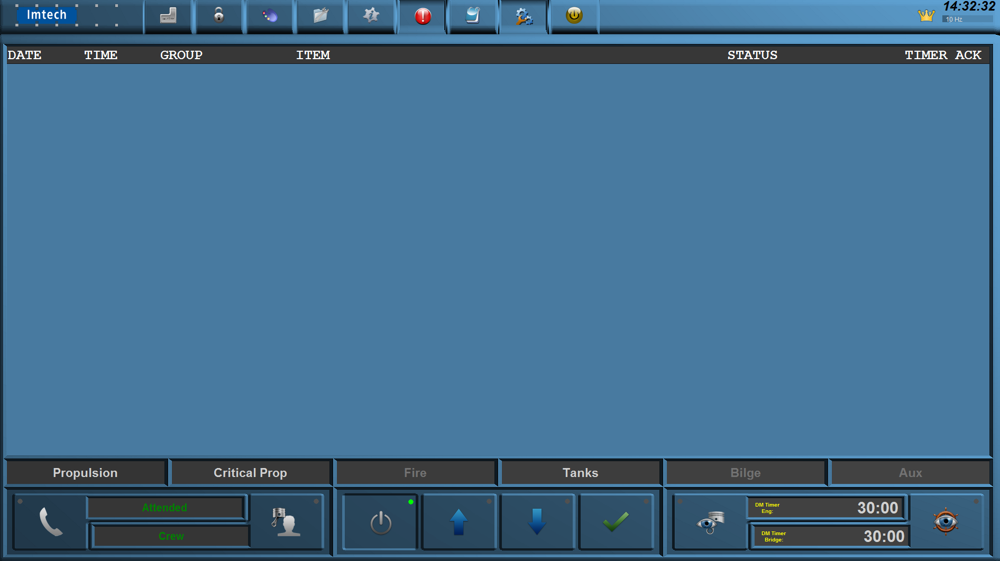 Imtech
14:32:32
10 Hz
DATE TIME GROUP ITEM STATUS TIMER ACK
Propulsion Critical Prop Fire Tanks Bilge Aux
Attended
Crew
DM Timer
Eng:
30:00
DM Timer
Bridge:
30:00